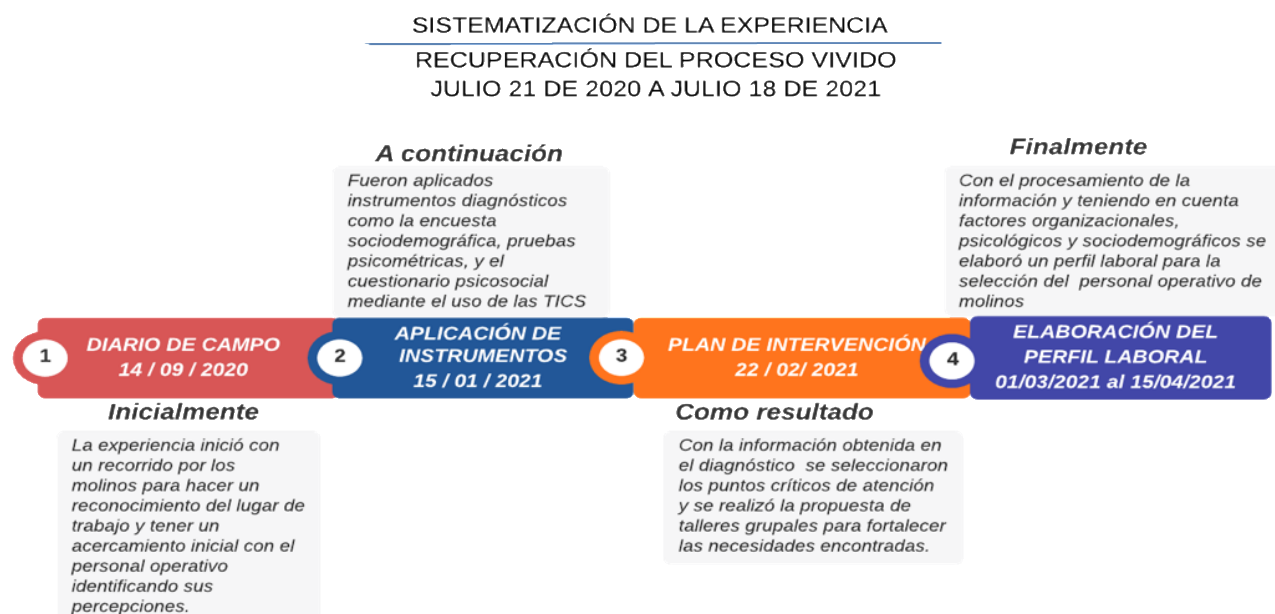 SISTEMATIZACIÓN DE LA EXPERIENCIA
RECUPERACIÓN DEL PROCESO VIVIDO
JULIO 21 DE 2020 A JULIO 18 DE 2021
A continuación
Fueron aplicados
instrumentos diagnósticos
como la encuesta
sociodemográfica, pruebas
psicométricas, y el
cuestionario psicosocial
mediante el uso de las TICS
Finalmente
Con el procesamiento de la
información y teniendo en cuenta
factores organizacionales,
psicológicos y sociodemográficos se
elaboró un perfil laboral para la
selección del personal operativo de
molinos
1
DIARIO DE CAMPO
14 / 09 / 2020
2
APLICACIÓN DE
INSTRUMENTOS
15 / 01 / 2021
3
PLAN DE INTERVENCIÓN
22 / 02/ 2021
4
ELABORACIÓN DEL
PERFIL LABORAL
01/03/2021 al 15/04/2021
Inicialmente
La experiencia inició con
un recorrido por los
molinos para hacer un
reconocimiento del lugar de
trabajo y tener un
acercamiento inicial con el
personal operativo
identificando sus
percepciones.
Como resultado
Con la información obtenida en
el diagnóstico se seleccionaron
los puntos críticos de atención
y se realizó la propuesta de
talleres grupales para fortalecer
las necesidades encontradas.